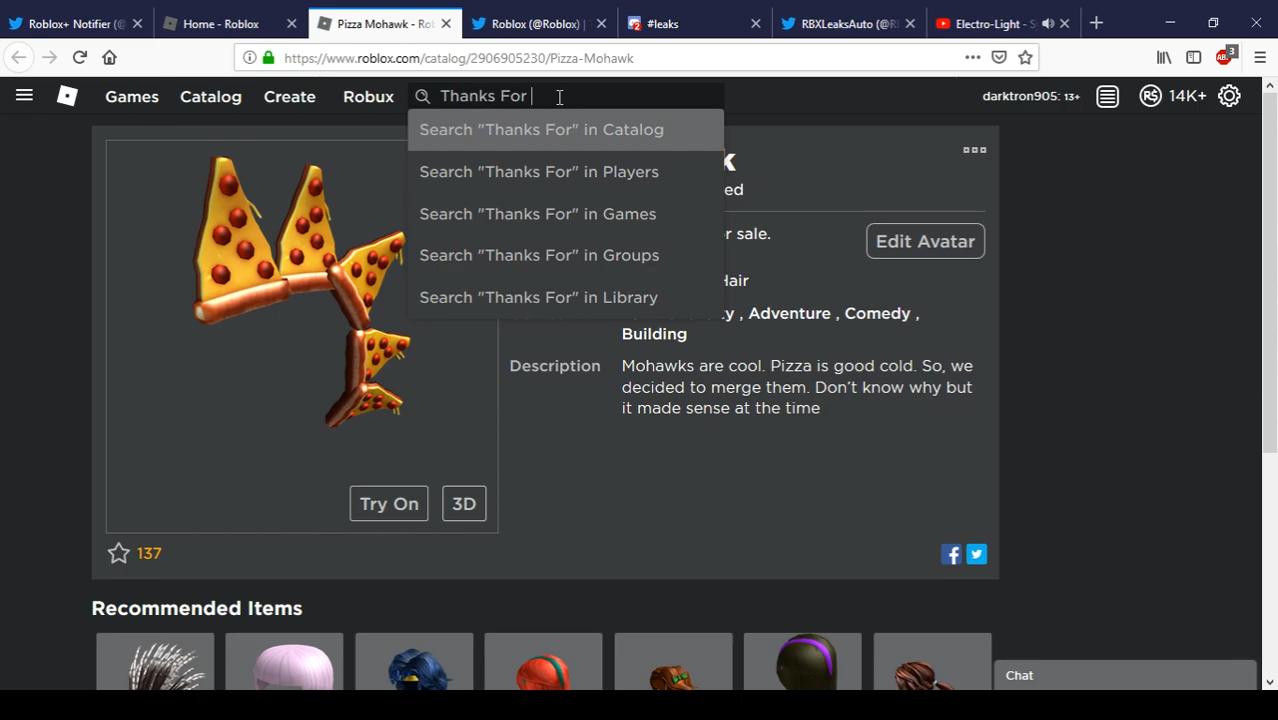 Roblox+ Notifier (@
Home - Roblox
Pizza Mohawk - Rob
Roblox (@Roblox) | T
#leaks
RBXLeaksAuto (@R
Electro-Light - S
https://www.roblox.com/catalog/2906905230/Pizza-Mohawk
3
Games
Catalog
Create
Robux
Thanks For
darktron905: 13+
14K+
Search "Thanks For" in Catalog
Search "Thanks For" in Players
Search "Thanks For" in Games
Search "Thanks For" in Groups
Search "Thanks For" in Library
k
ed
r sale.
Edit Avatar
Hair
, Adventure , Comedy ,
Building
Description
Mohawks are cool. Pizza is good cold. So, we
decided to merge them. Don't know why but
it made sense at the time
Try On
3D
137
Recommended Items
Chat